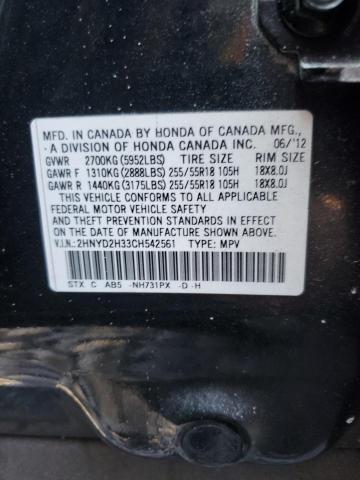 MFD. IN CANADA BY HONDA OF CANADA MFG.,
A DIVISION OF HONDA CANADA INC. 06/'12
GVWR 2700KG (5952LBS) TIRE SIZE RIM SIZE
GAWR F 1310KG (2888LBS) 255/55R18 105H 18X8.0J
GAWR R 1440KG (3175LBS) 255/55R18 105H 18X8.0J
THIS VEHICLE CONFORMS TO ALL APPLICABLE
FEDERAL MOTOR VEHICLE SAFETY, BUMPER,
AND THEFT PREVENTION STANDARDS IN EFFECT
ON THE DATE OF MANUFACTURE SHOWN ABOVE.
V.I.N.: 2HNYD2H33CH542561 TYPE: MPV
STX C AB5 -NH731PX -D -H